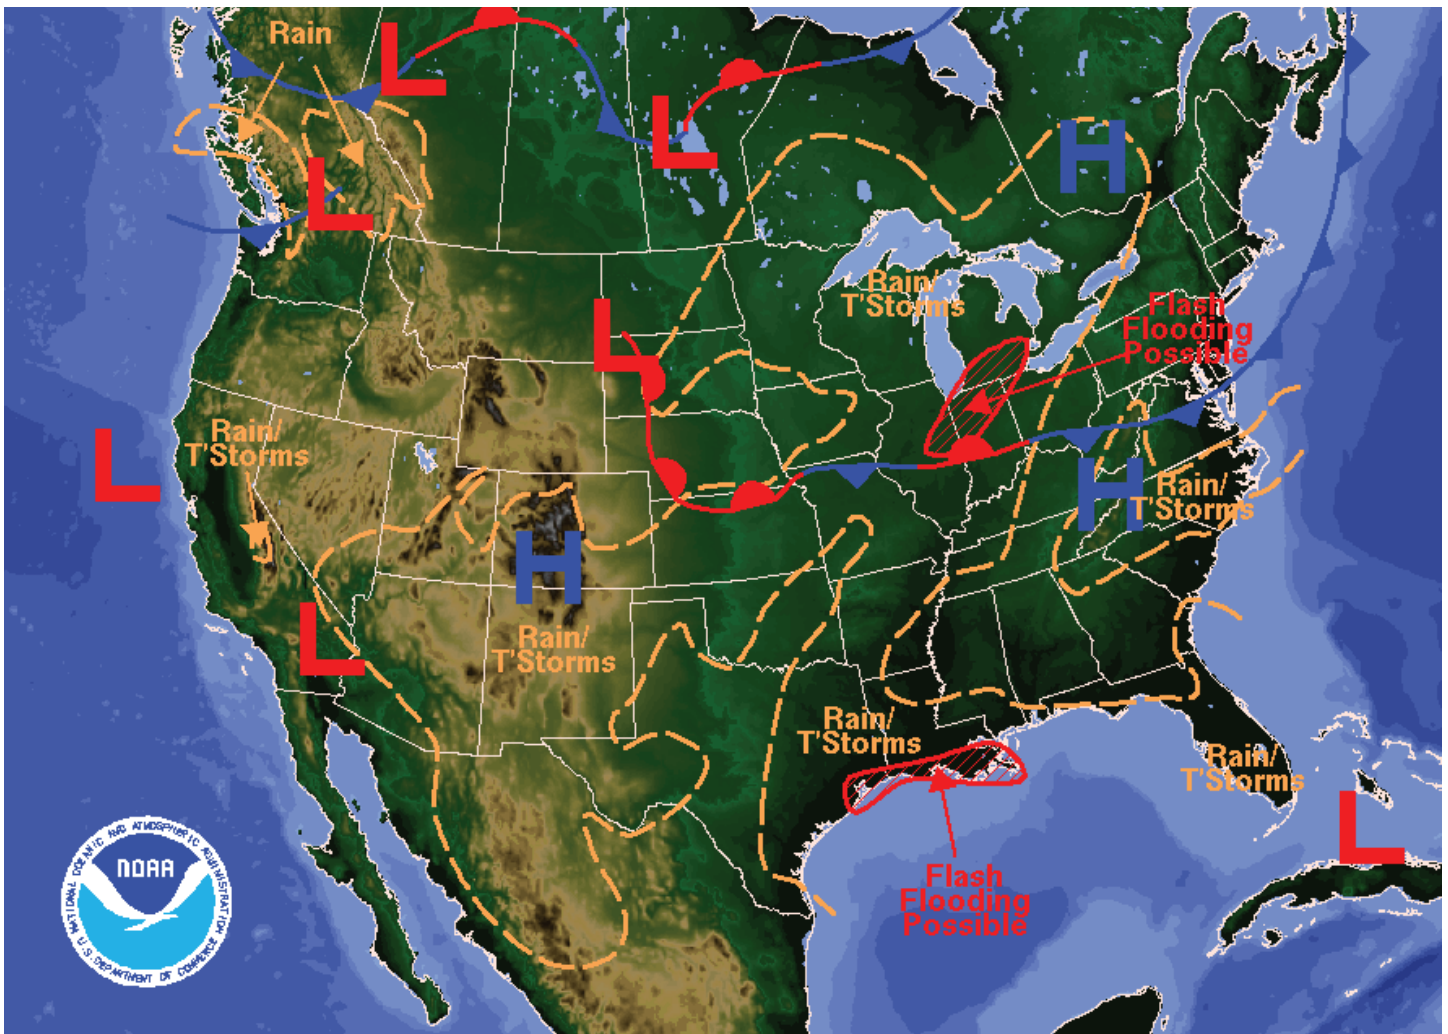 Rain
L
L
L
H
Rain/
T'Storms
Flash
Flooding
Possible
L
Rain/
T'Storms
L
H
Rain/
T'Storms
H
L
Rain/
T'Storms
Rain/
T'Storms
Rain/
T'Storms
L
Flash
Flooding
Possible
NATIONAL OCEANIC AND ATMOSPHERIC ADMINISTRATION
NOAA
U.S. DEPARTMENT OF COMMERCE